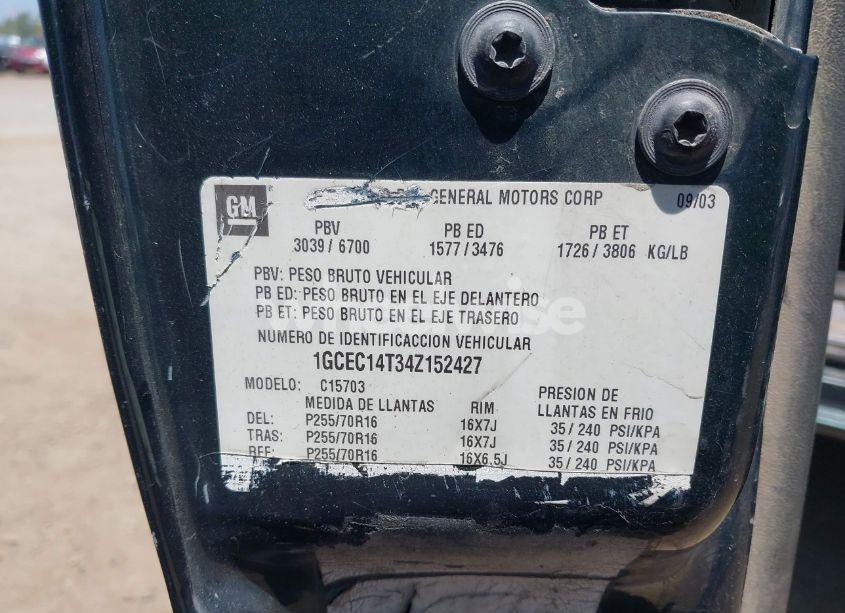 GM GENERAL MOTORS CORP 09/03
PBV PB ED PB ET
3039 / 6700 1577 / 3476 1726 / 3806 KG/LB
PBV: PESO BRUTO VEHICULAR
PB ED: PESO BRUTO EN EL EJE DELANTERO
PB ET: PESO BRUTO EN EL EJE TRASERO
NUMERO DE IDENTIFICACCION VEHICULAR
1GCEC14T34Z152427
MODELO: C15703
MEDIDA DE LLANTAS RIM PRESION DE LLANTAS EN FRIO
DEL: P255/70R16 16X7J 35 / 240 PSI/KPA
TRAS: P255/70R16 16X7J 35 / 240 PSI/KPA
REF: P255/70R16 16X6.5J 35 / 240 PSI/KPA